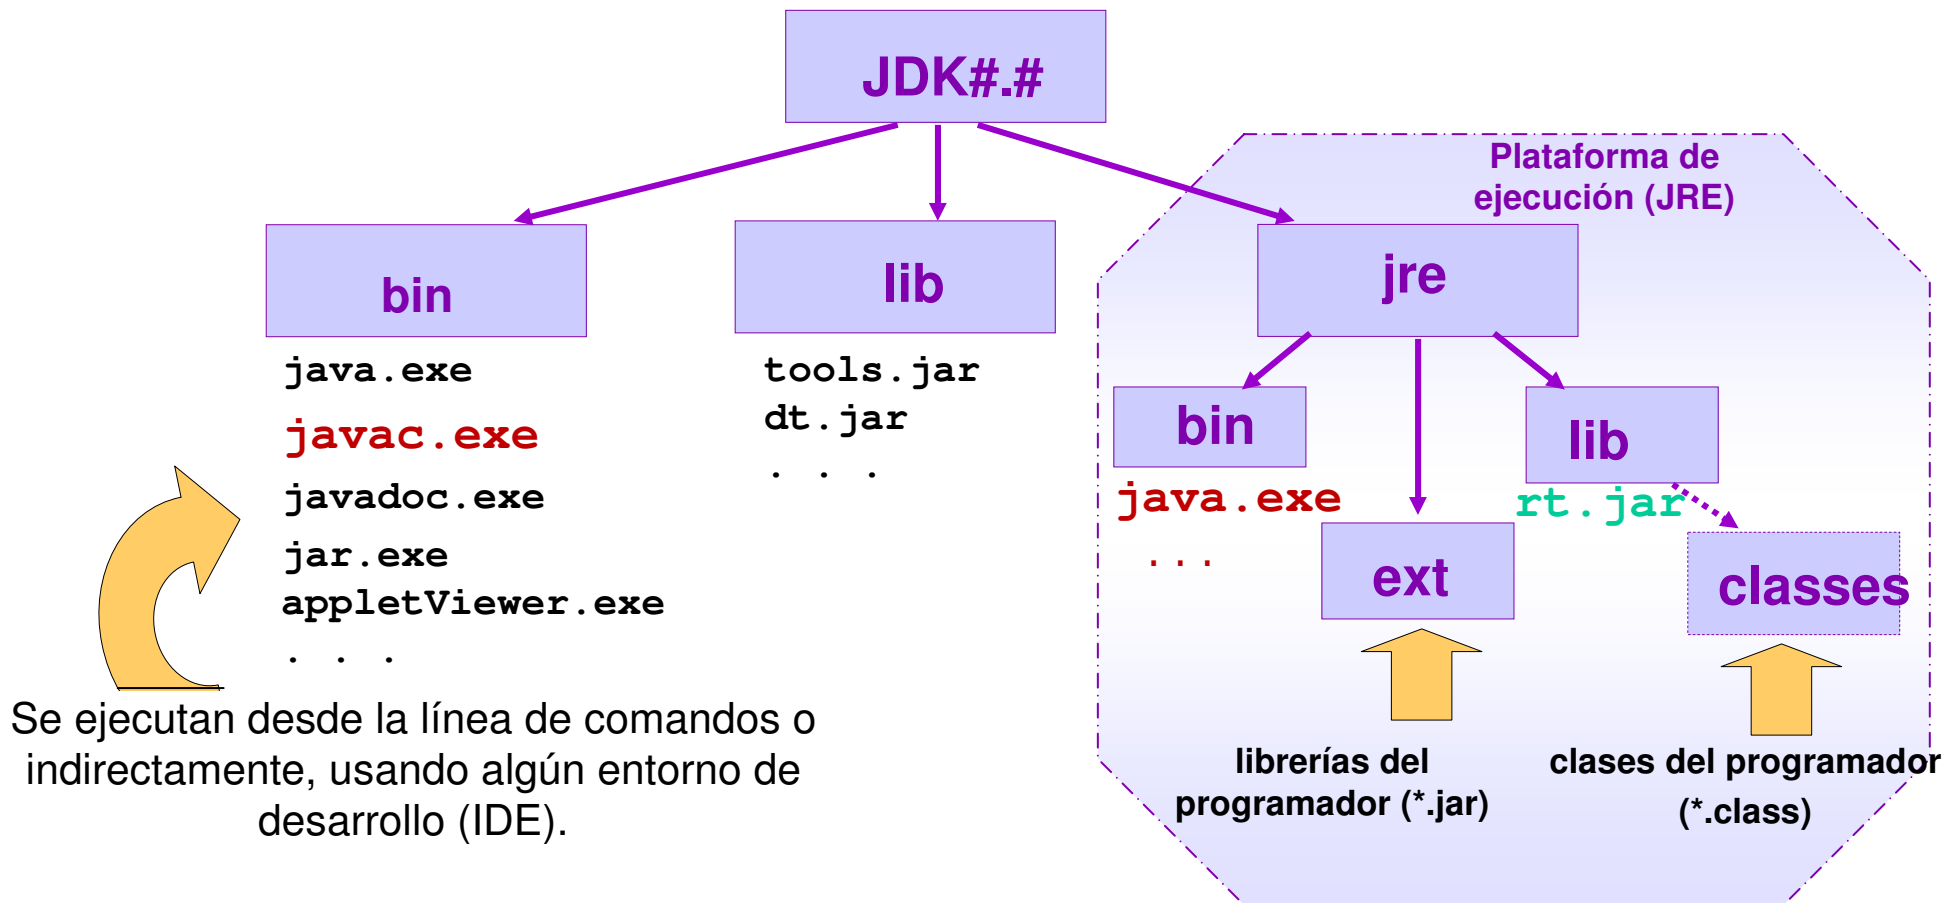 JDK#.#
Plataforma de
ejecución (JRE)
bin
lib
jre
java.exe
javac.exe
javadoc.exe
jar.exe
appletViewer.exe
. . .
tools.jar
dt.jar
. . .
bin
java.exe
...
lib
rt.jar
ext
classes
Se ejecutan desde la línea de comandos o
indirectamente, usando algún entorno de
desarrollo (IDE).
librerías del
programador (*.jar)
clases del programador
(*.class)